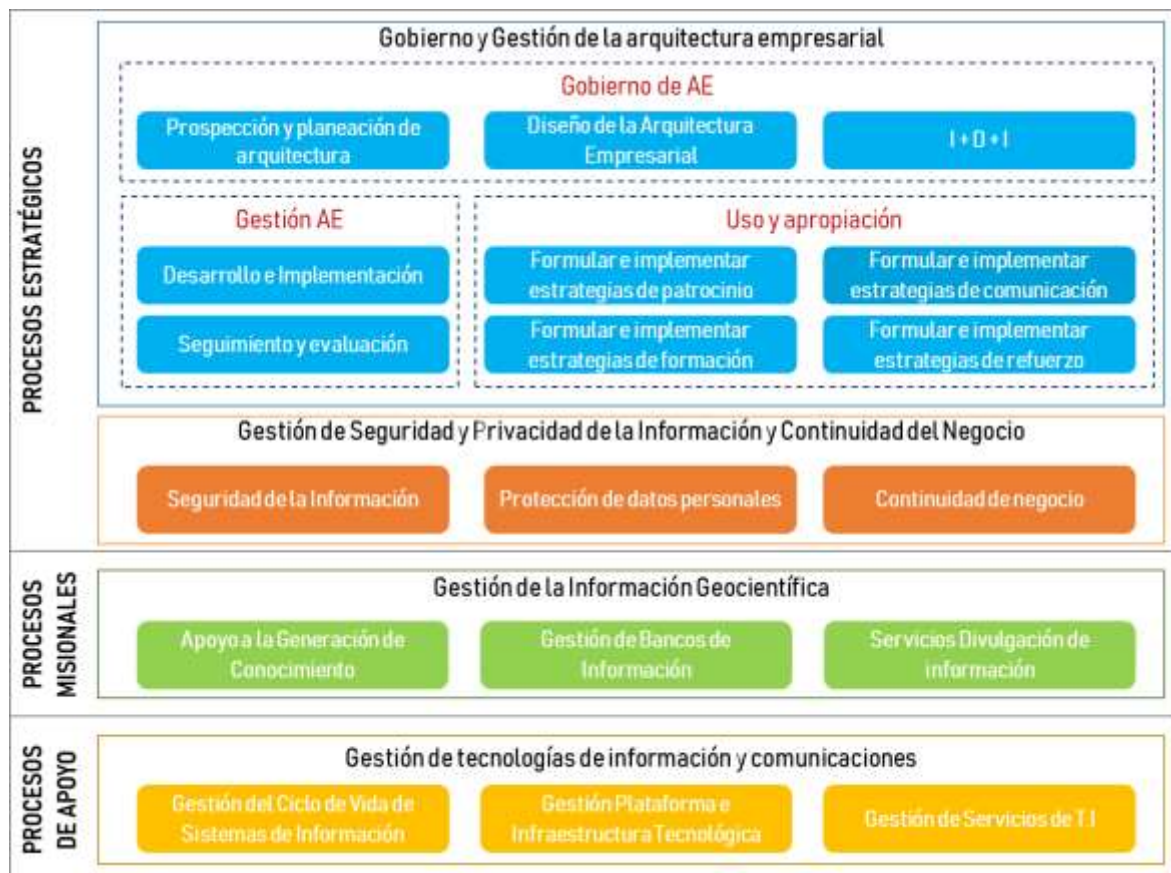 PROCESOS ESTRATÉGICOS
Gobierno y Gestión de la arquitectura empresarial
Gobierno de AE
Prospección y planeación de
arquitectura
Diseño de la Arquitectura
Empresarial
I + D + I
Gestión AE
Desarrollo e Implementación
Seguimiento y evaluación
Uso y apropiación
Formular e implementar
estrategias de patrocinio
Formular e implementar
estrategias de comunicación
Formular e implementar
estrategias de formación
Formular e implementar
estrategias de refuerzo
Gestión de Seguridad y Privacidad de la Información y Continuidad del Negocio
Seguridad de la Información
Protección de datos personales
Continuidad de negocio
PROCESOS
MISIONALES
Gestión de la Información Geocientífica
Apoyo a la Generación de
Conocimiento
Gestión de Bancos de
Información
Servicios Divulgación de
información
PROCESOS
DE APOYO
Gestión de tecnologías de información y comunicaciones
Gestión del Ciclo de Vida de
Sistemas de Información
Gestión Plataforma e
Infraestructura Tecnológica
Gestión de Servicios de T.I